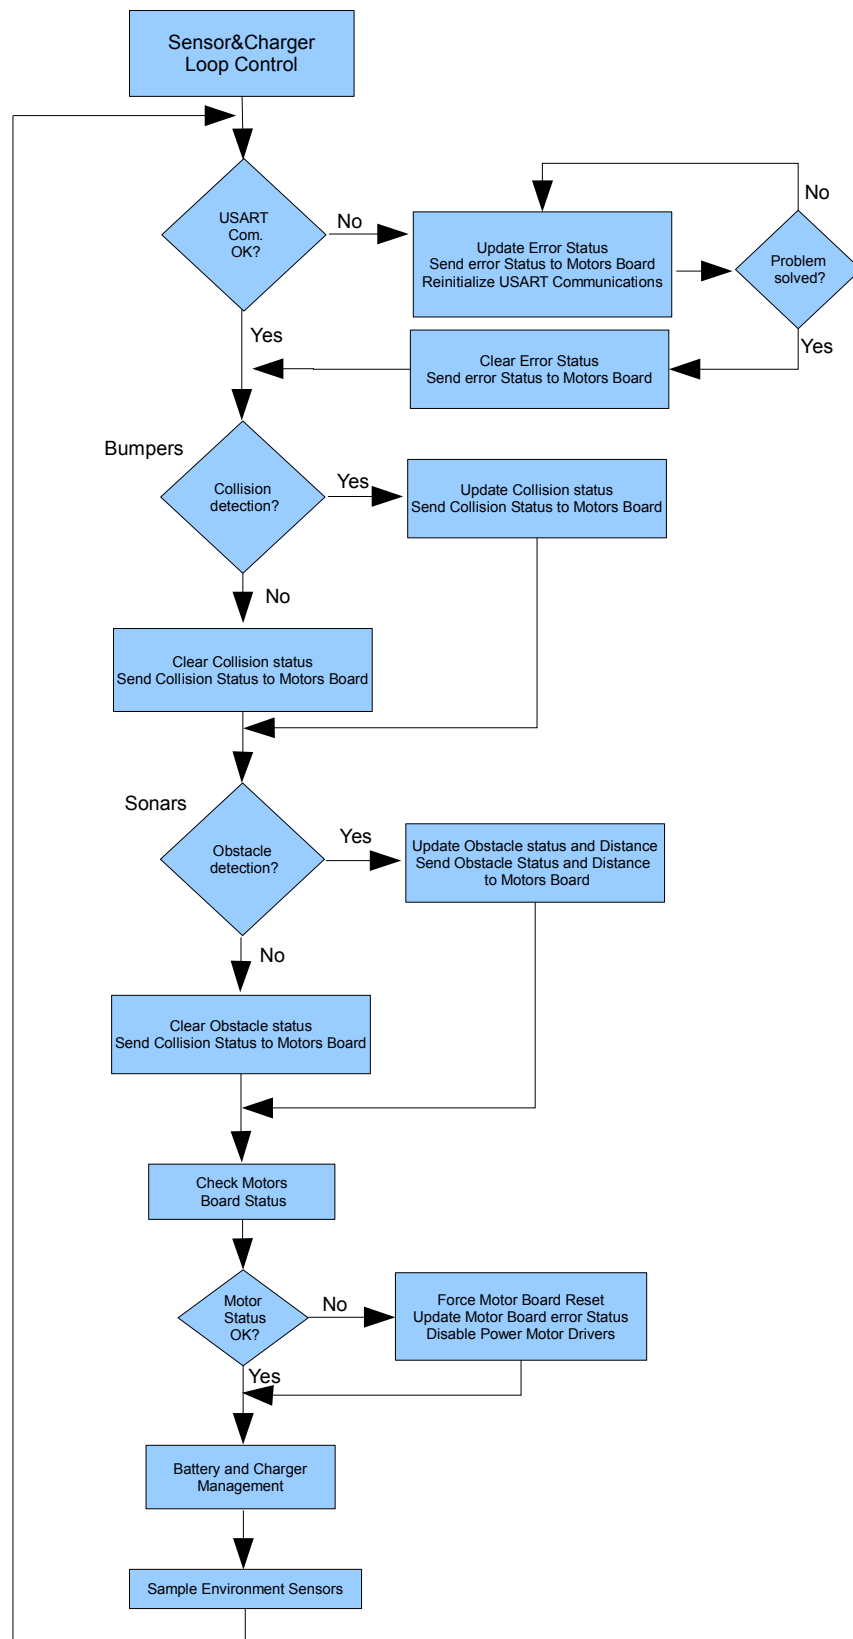 Sensor&Charger
Loop Control
USART
Com.
OK?
No
Update Error Status
Send error Status to Motors Board
Reinitialize USART Communications
No
Problem
solved?
Yes
Yes
Clear Error Status
Send error Status to Motors Board
Bumpers
Collision
detection?
Yes
Update Collision status
Send Collision Status to Motors Board
No
Clear Collision status
Send Collision Status to Motors Board
Sonars
Obstacle
detection?
Yes
Update Obstacle status and Distance
Send Obstacle Status and Distance
to Motors Board
No
Clear Obstacle status
Send Collision Status to Motors Board
Check Motors
Board Status
Motor
Status
OK?
No
Force Motor Board Reset
Update Motor Board error Status
Disable Power Motor Drivers
Yes
Battery and Charger
Management
Sample Environment Sensors